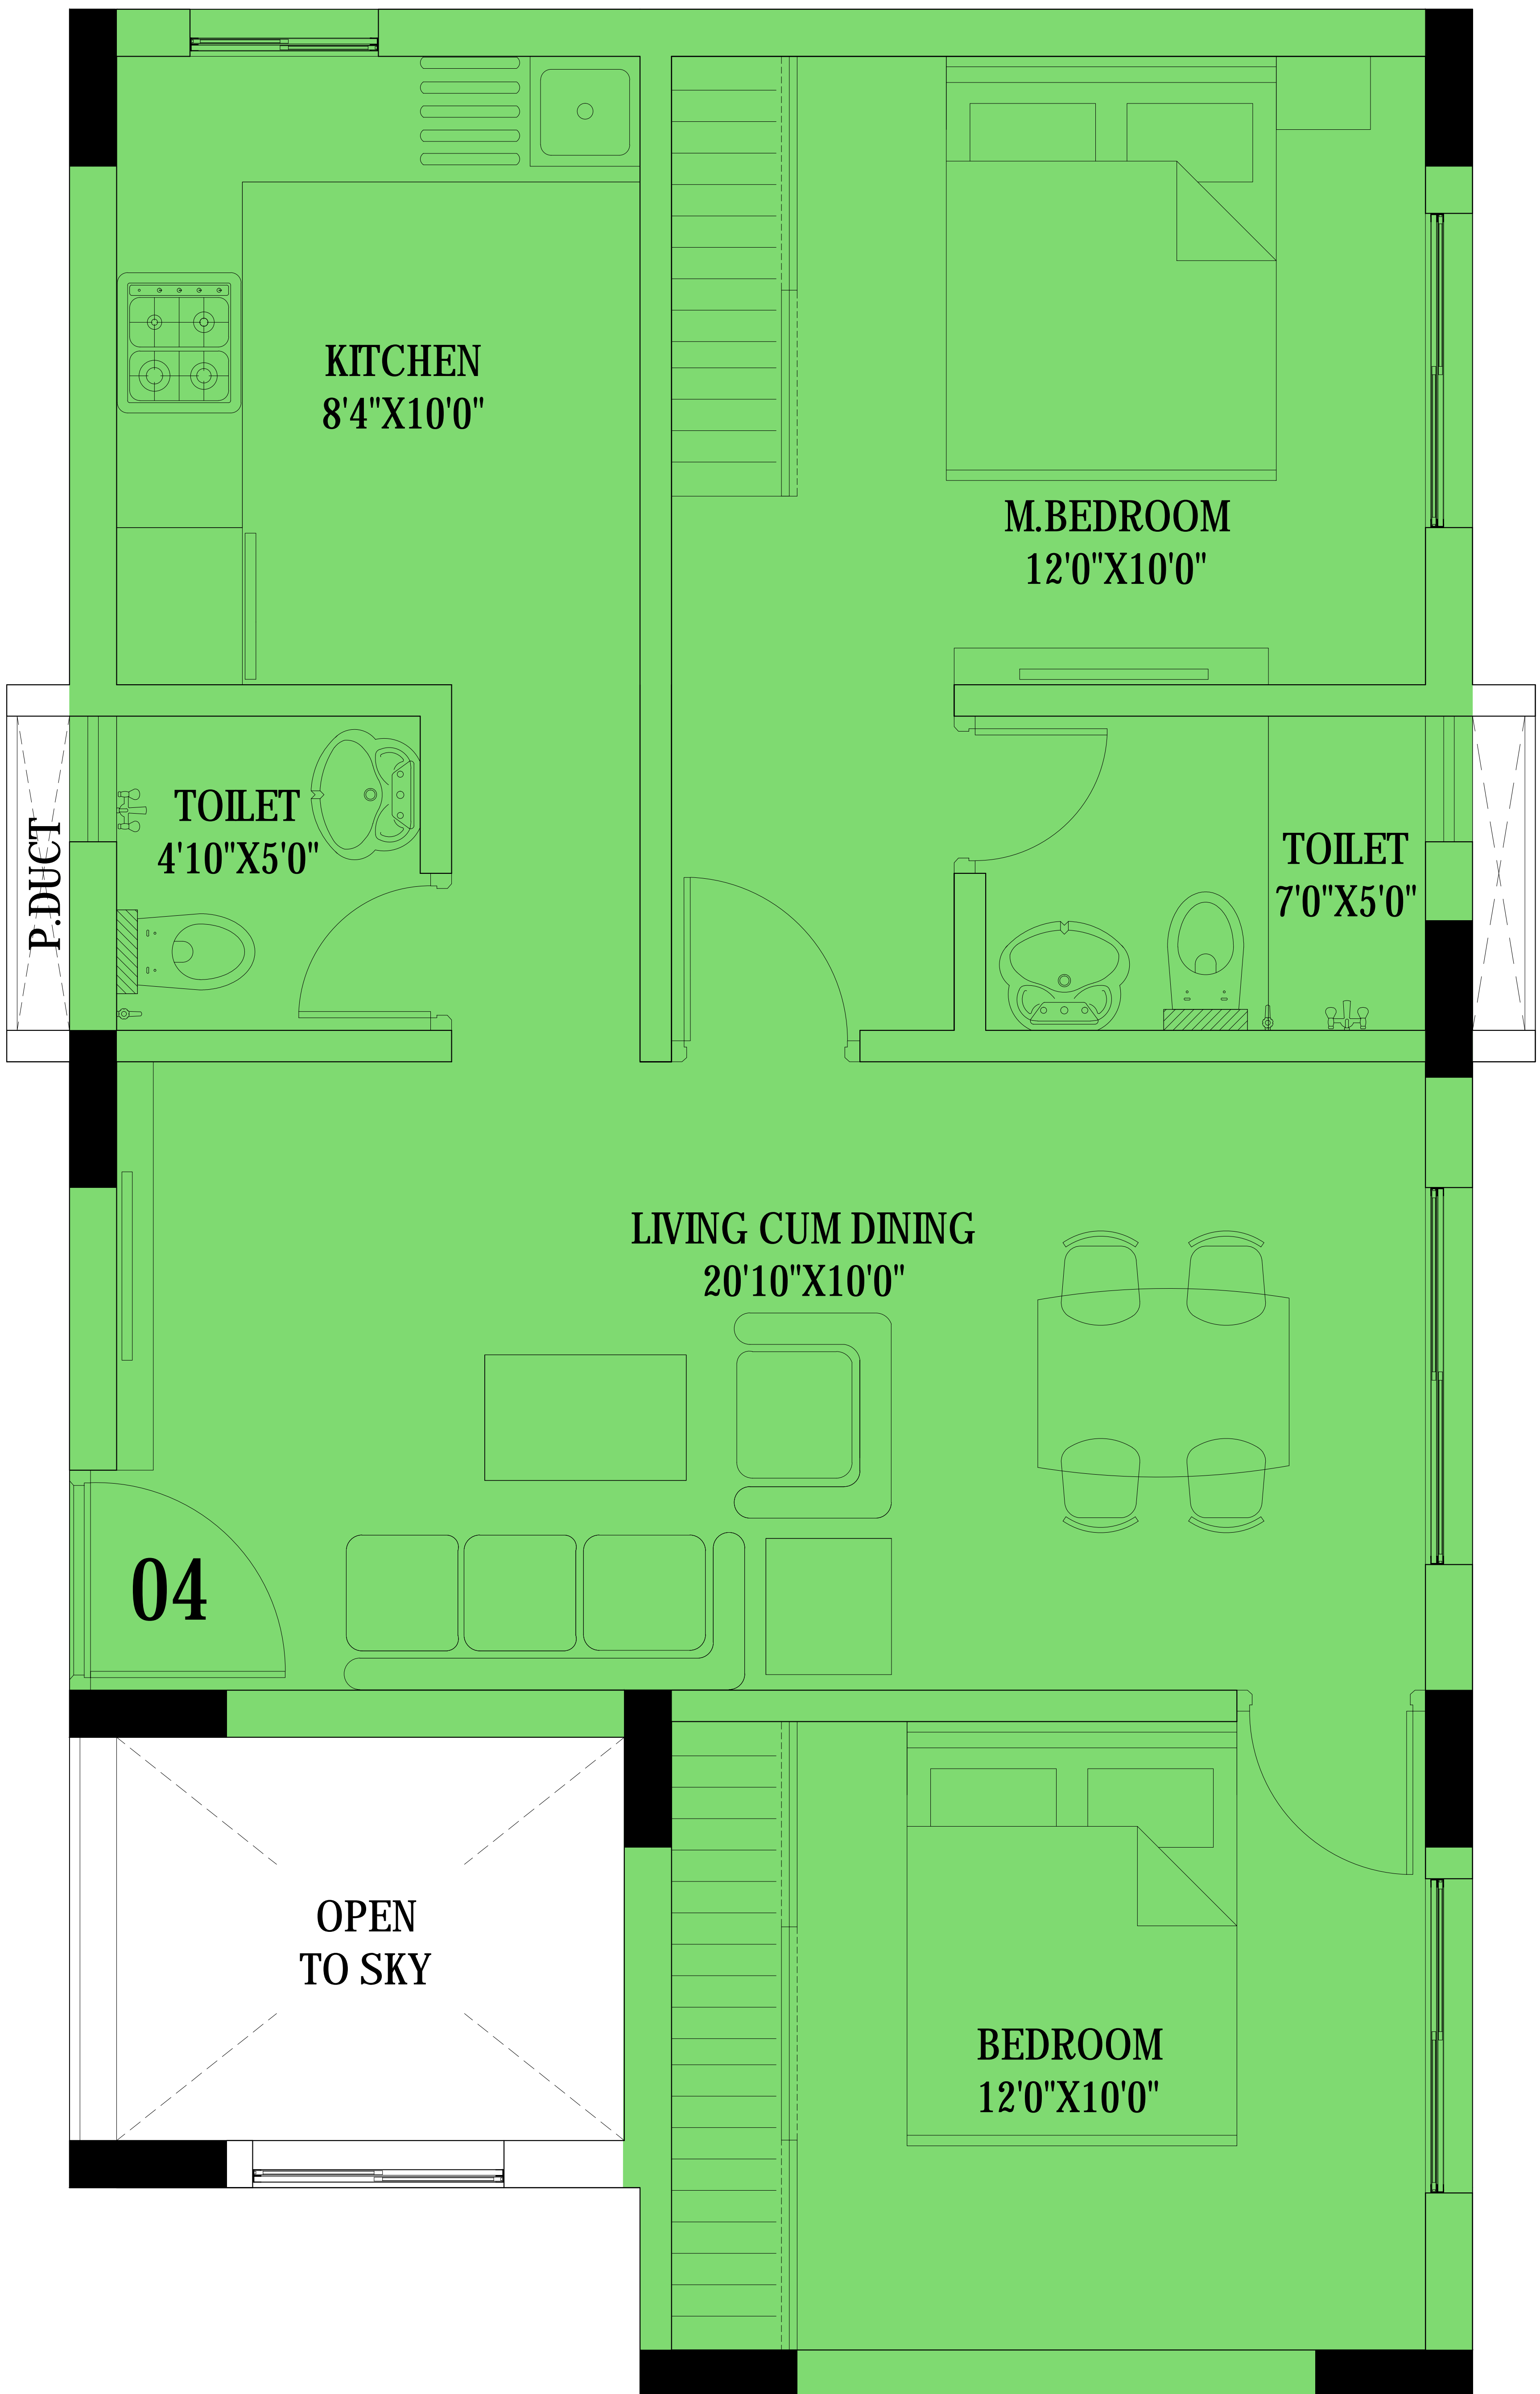 KITCHEN
8'4"X10'0"
M.BEDROOM
12'0"X10'0"
TOILET
4'10"X5'0"
P.DUCT
TOILET
7'0"X5'0"
LIVING CUM DINING
20'10"X10'0"
04
OPEN
TO SKY
BEDROOM
12'0"X10'0"